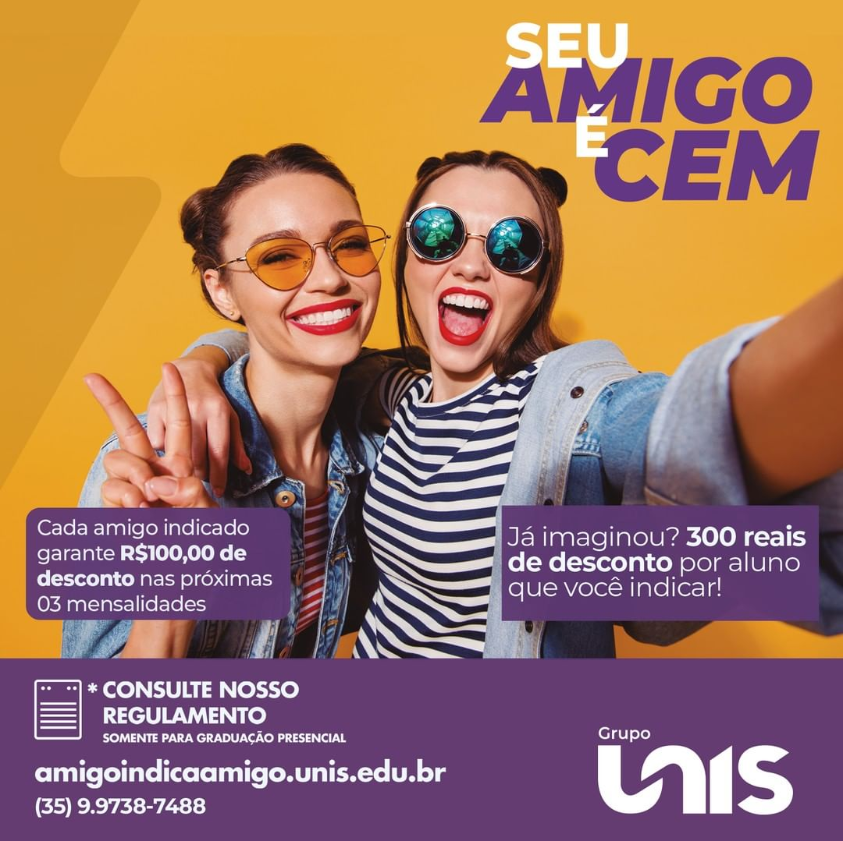 SEU
AMIGO
É
CEM
Cada amigo indicado
garante R$100,00 de
desconto nas próximas
03 mensalidades
Já imaginou? 300 reais
de desconto por aluno
que você indicar!
* CONSULTE NOSSO
REGULAMENTO
SOMENTE PARA GRADUAÇÃO PRESENCIAL
amigoindicaamigo.unis.edu.br
(35) 9.9738-7488
Grupo
UNIS